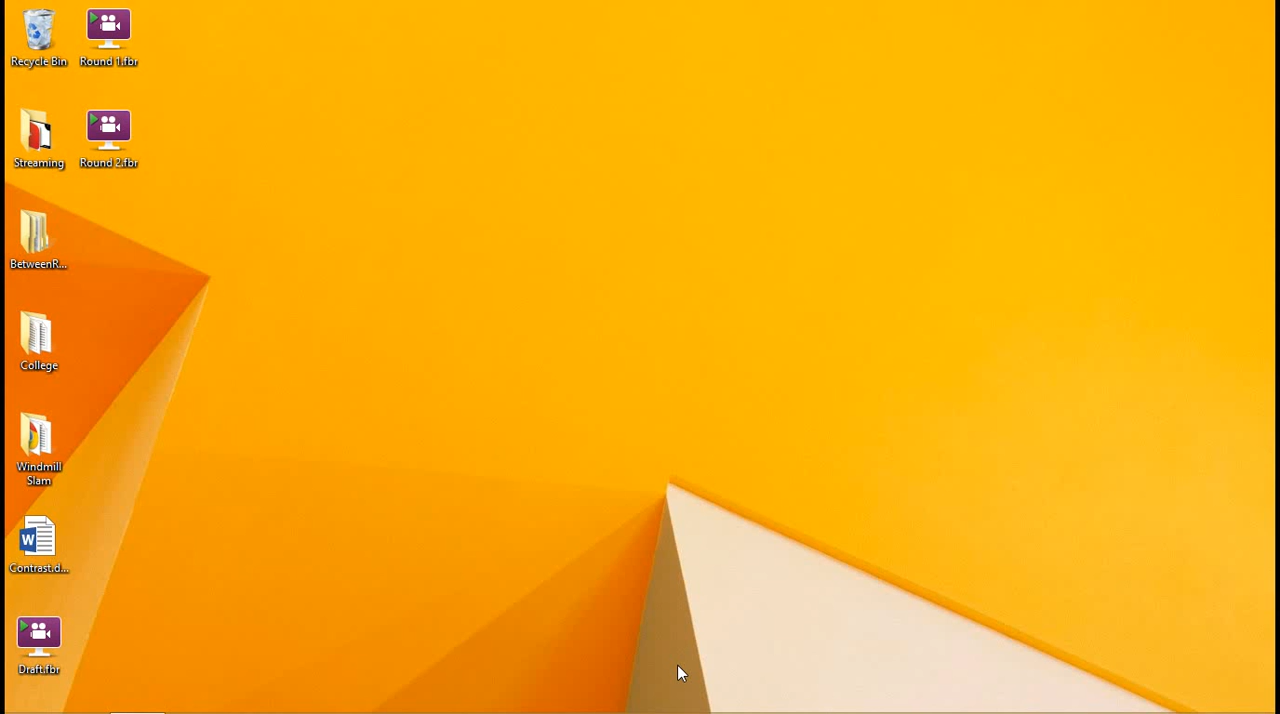 Recycle Bin
Round 1.fbr
Streaming
Round 2.fbr
BetweenR...
College
Windmill
Slam
Contrast.d...
Draft.fbr